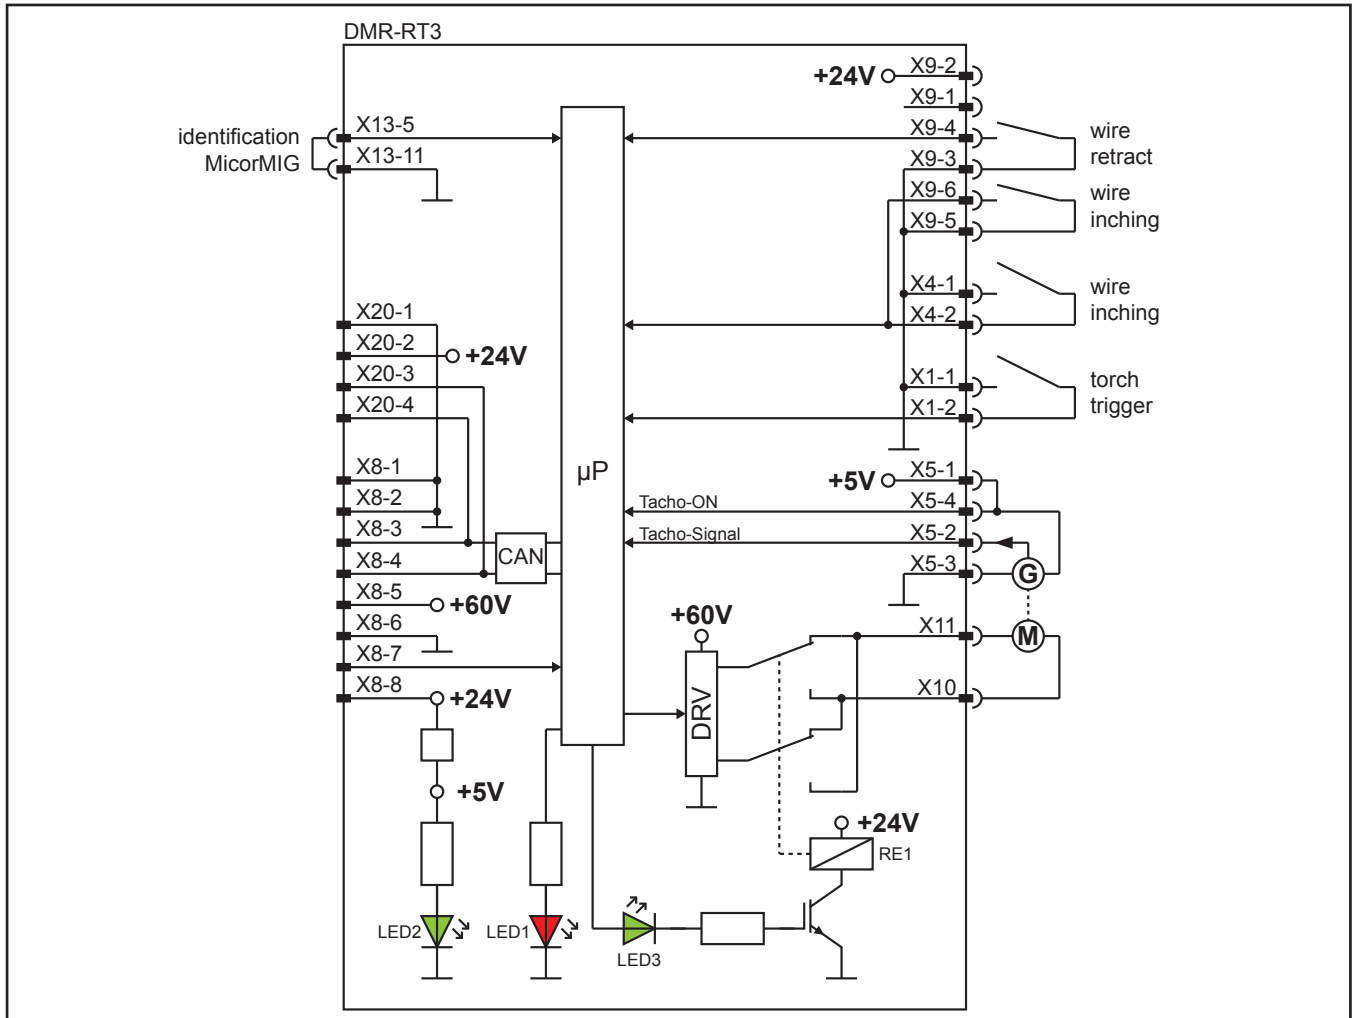 DMR-RT3
identification
MicorMIG
X13-5
X13-11
X20-1
X20-2
+24V
X20-3
X20-4
X8-1
X8-2
X8-3
X8-4
X8-5
+60V
X8-6
X8-7
X8-8
+24V
+5V
LED2
LED1
LED3
CAN
µP
+24V
X9-2
X9-1
X9-4
X9-3
wire
retract
X9-6
X9-5
wire
inching
X4-1
X4-2
wire
inching
X1-1
X1-2
torch
trigger
+5V
X5-1
Tacho-ON
X5-4
Tacho-Signal
X5-2
X5-3
G
+60V
X11
M
DRV
X10
+24V
RE1